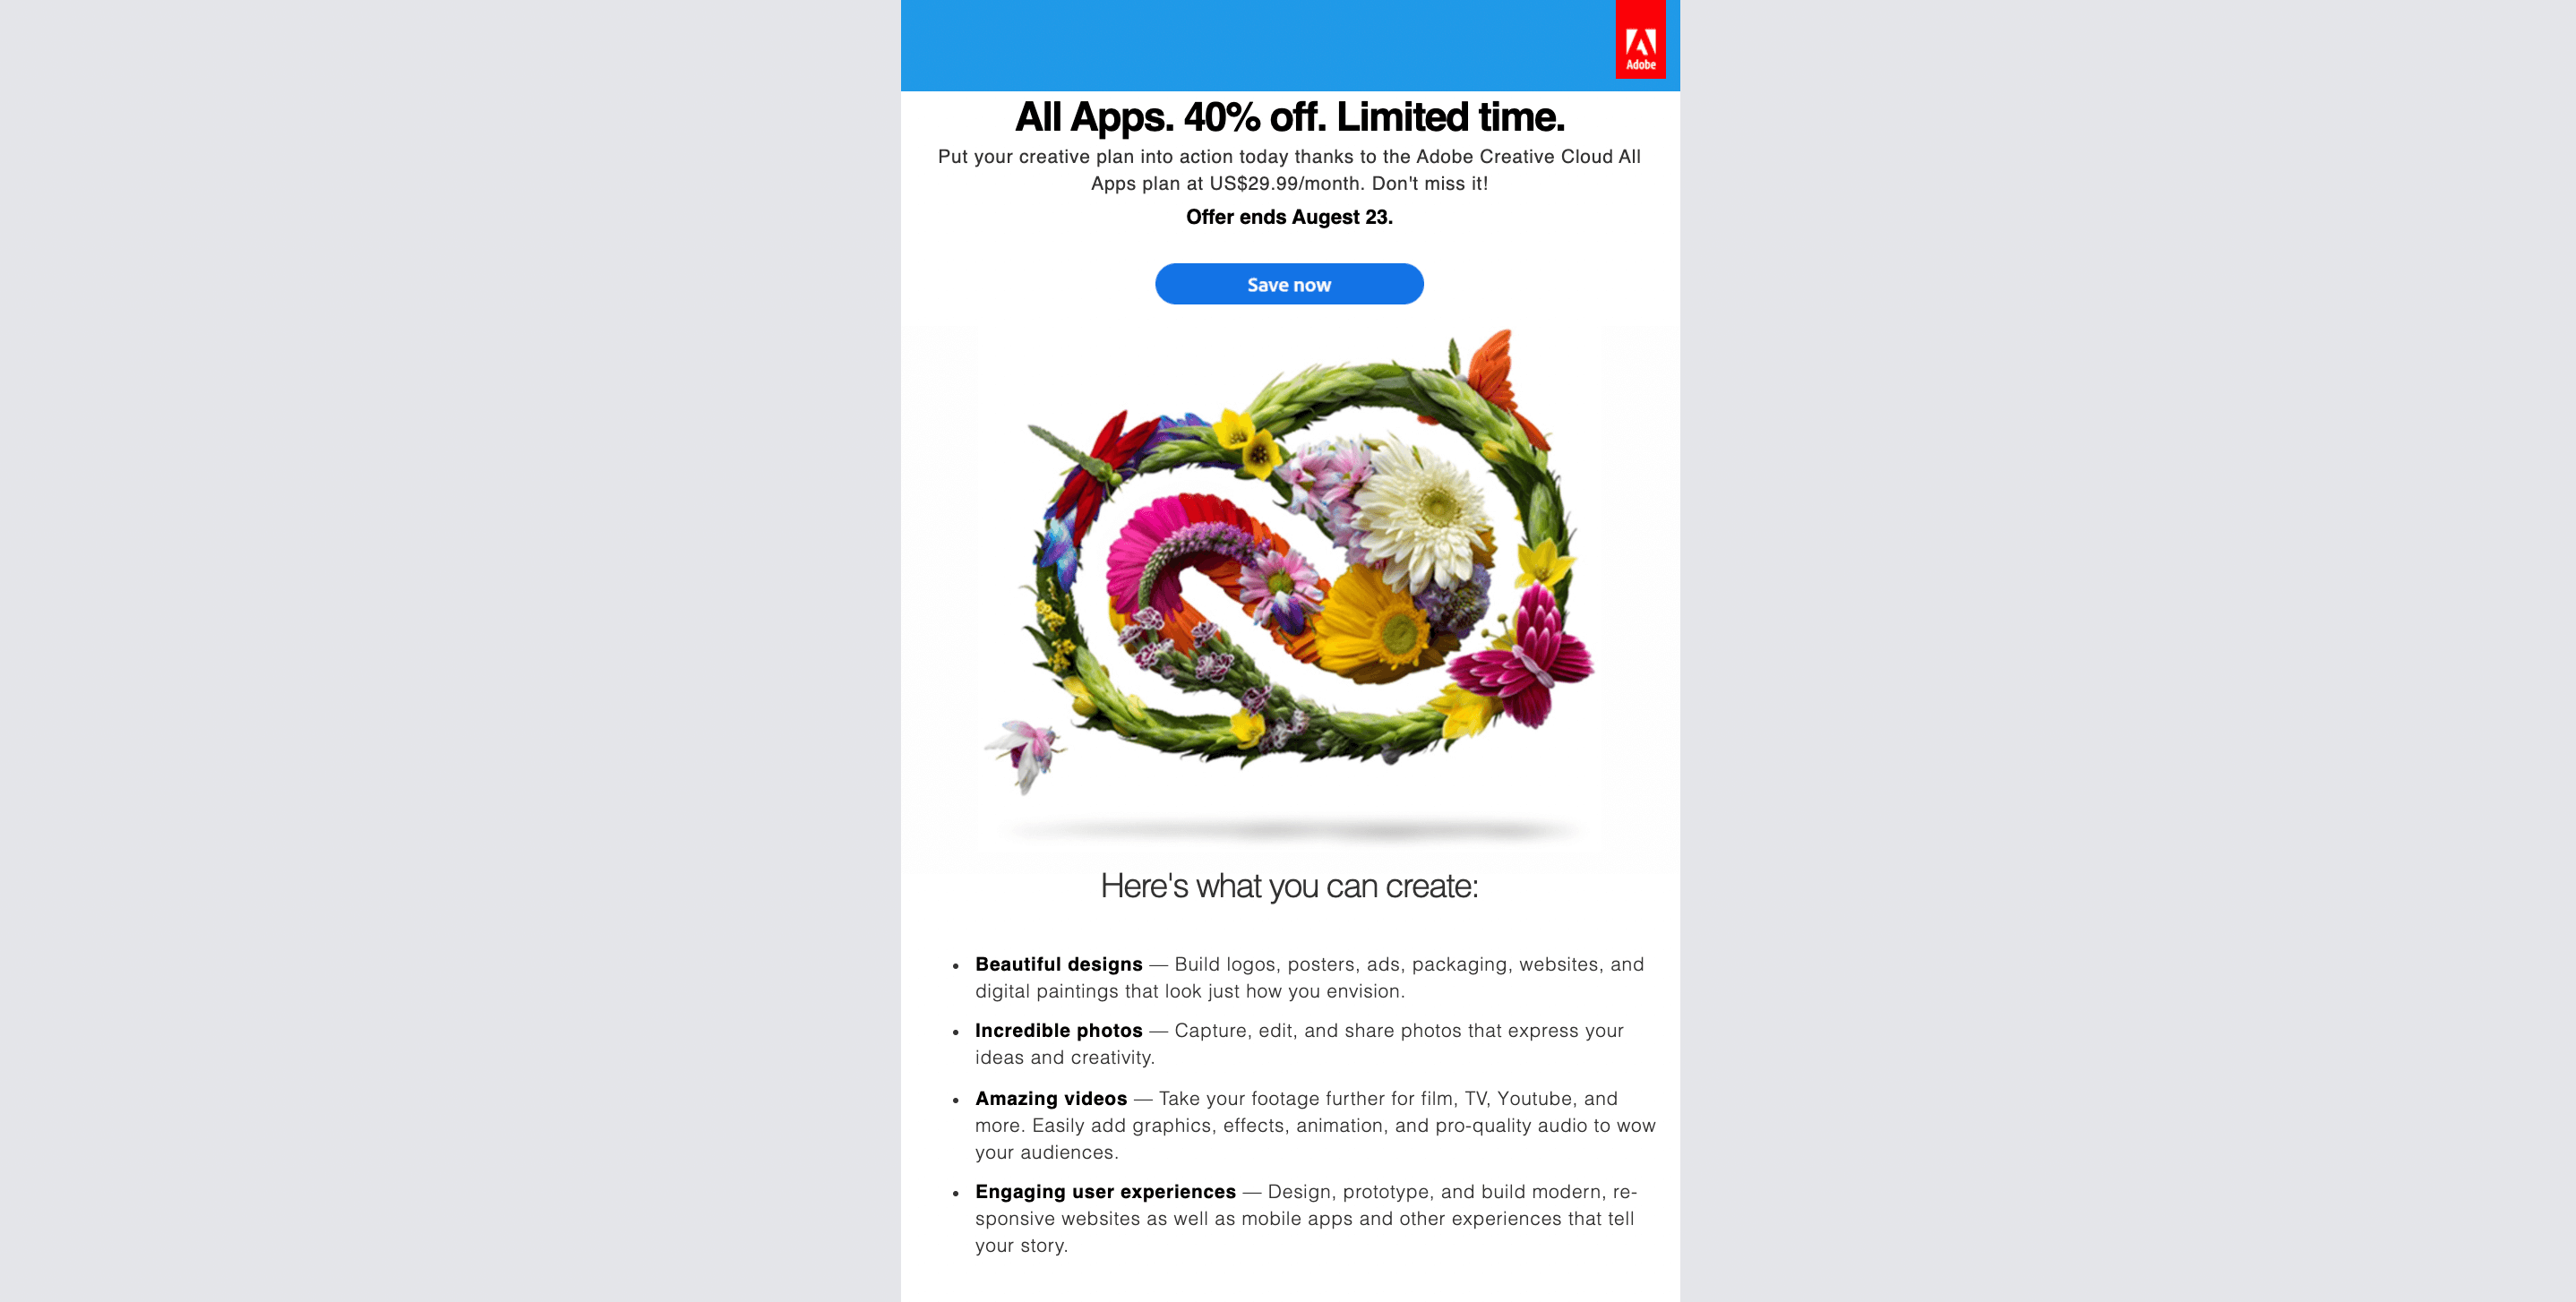 Adobe
All Apps. 40% off. Limited time.
Put your creative plan into action today thanks to the Adobe Creative Cloud All
Apps plan at US$29.99/month. Don't miss it!
Offer ends Augest 23.
Save now
Here's what you can create:
• Beautiful designs — Build logos, posters, ads, packaging, websites, and
digital paintings that look just how you envision.
• Incredible photos — Capture, edit, and share photos that express your
ideas and creativity.
• Amazing videos — Take your footage further for film, TV, Youtube, and
more. Easily add graphics, effects, animation, and pro-quality audio to wow
your audiences.
• Engaging user experiences — Design, prototype, and build modern, re-
sponsive websites as well as mobile apps and other experiences that tell
your story.